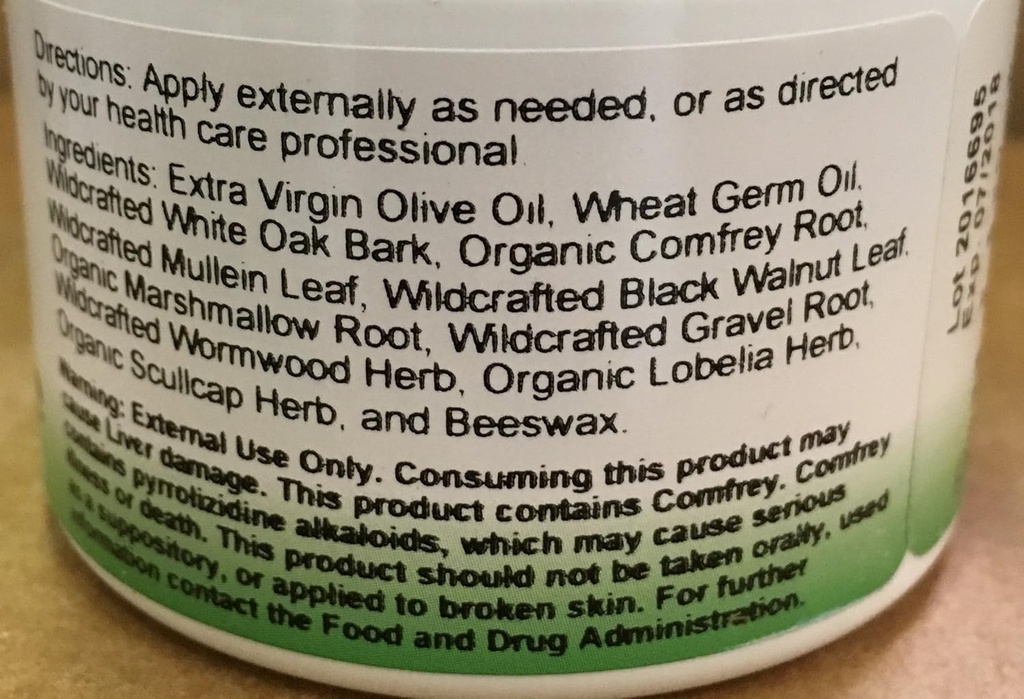 Directions: Apply externally as needed, or as directed
by your health care professional.
Ingredients: Extra Virgin Olive Oil, Wheat Germ Oil,
Wildcrafted White Oak Bark, Organic Comfrey Root,
Wildcrafted Mullein Leaf, Wildcrafted Black Walnut Leaf,
Organic Marshmallow Root, Wildcrafted Gravel Root,
Wildcrafted Wormwood Herb, Organic Lobelia Herb,
Organic Scullcap Herb, and Beeswax.
Warning: External Use Only. Consuming this product may
cause Liver damage. This product contains Comfrey. Comfrey
contains pyrrolizidine alkaloids, which may cause serious
illness or death. This product should not be taken orally, used
as a suppository, or applied to broken skin. For further
information contact the Food and Drug Administration.
Lot 2016695
Exp 07/2018